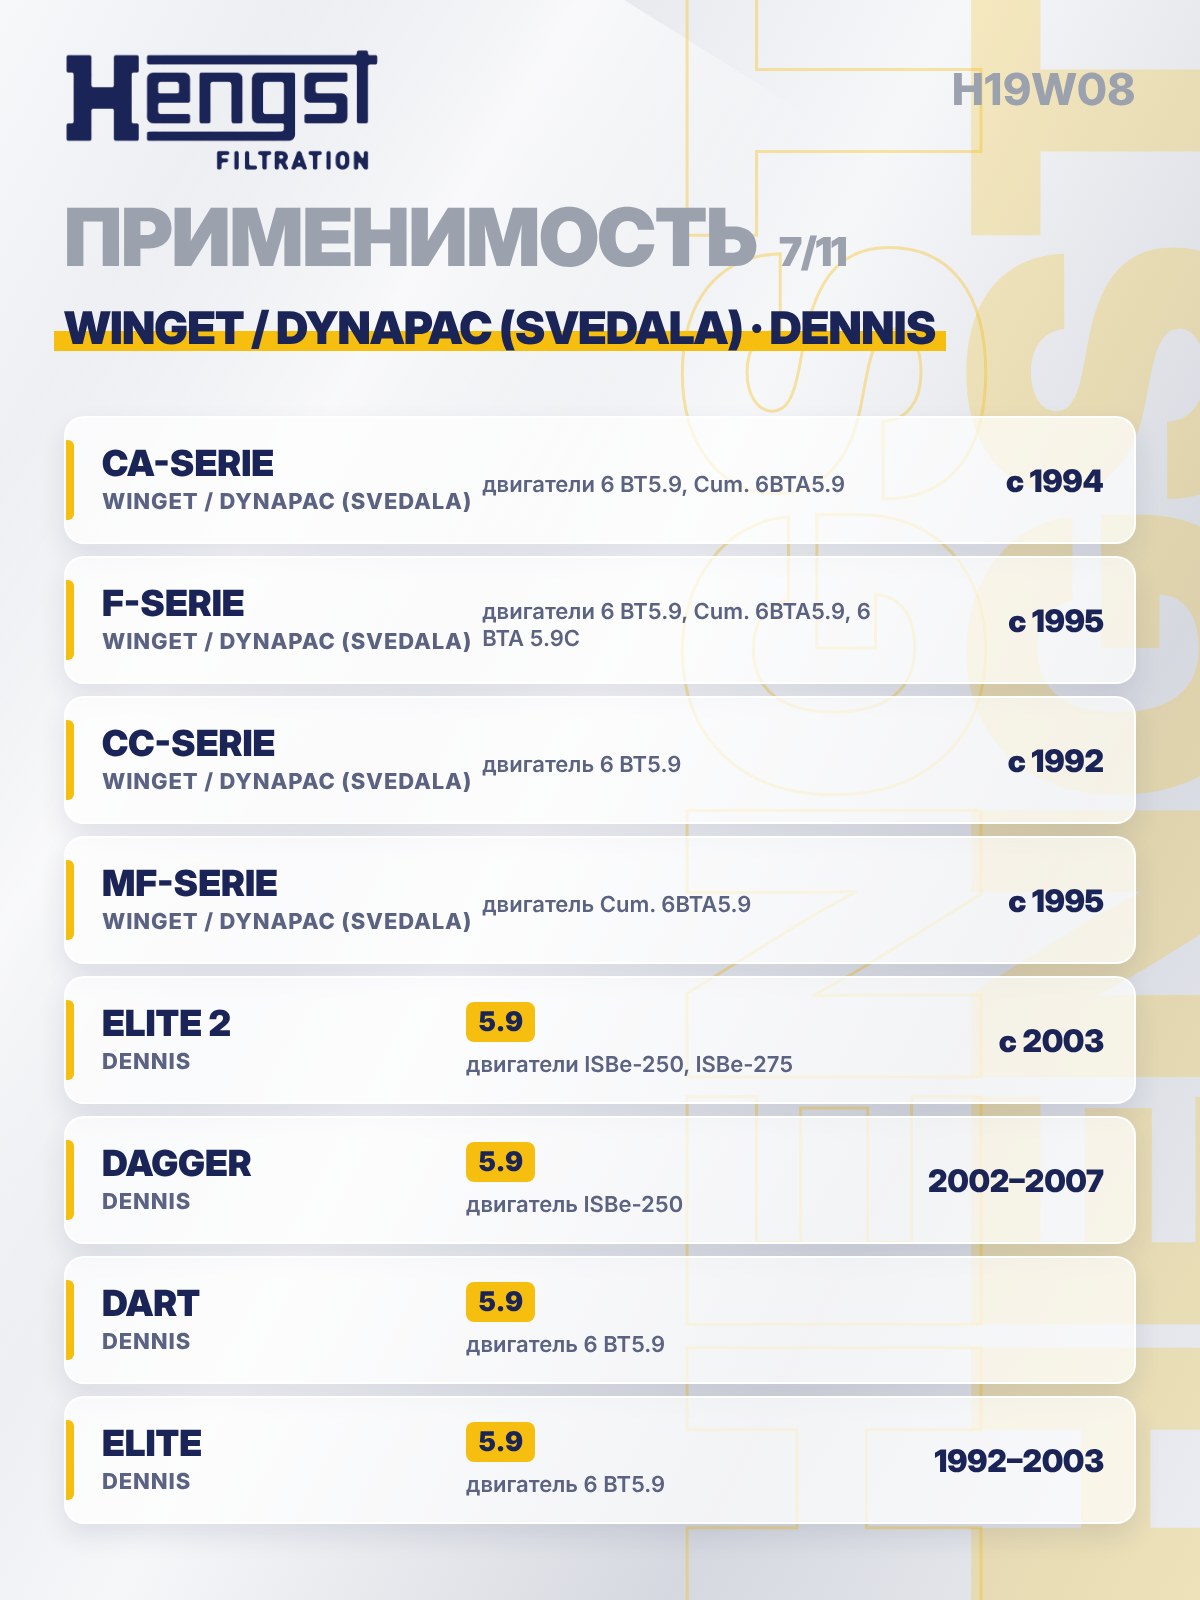 Hengst
FILTRATION
H19W08
ПРИМЕНИМОСТЬ 7/11
WINGET / DYNAPAC (SVEDALA) · DENNIS
CA-SERIE
WINGET / DYNAPAC (SVEDALA)
двигатели 6 BT5.9, Cum. 6BTA5.9
с 1994
F-SERIE
WINGET / DYNAPAC (SVEDALA)
двигатели 6 BT5.9, Cum. 6BTA5.9, 6
BTA 5.9C
с 1995
CC-SERIE
WINGET / DYNAPAC (SVEDALA)
двигатель 6 BT5.9
с 1992
MF-SERIE
WINGET / DYNAPAC (SVEDALA)
двигатель Cum. 6BTA5.9
с 1995
ELITE 2
DENNIS
5.9
двигатели ISBe-250, ISBe-275
с 2003
DAGGER
DENNIS
5.9
двигатель ISBe-250
2002–2007
DART
DENNIS
5.9
двигатель 6 BT5.9
ELITE
DENNIS
5.9
двигатель 6 BT5.9
1992–2003
HENGST
HENGST